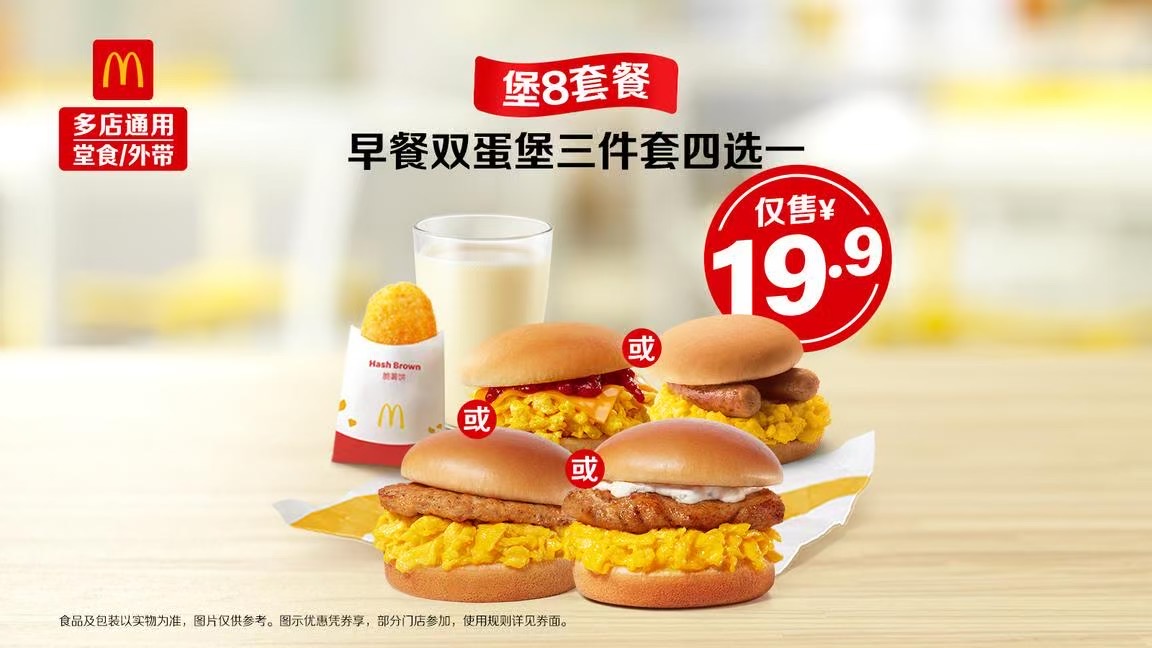 多店通用
堂食/外带
堡8套餐
早餐双蛋堡三件套四选一
仅售¥
19.9
或
或
或
Hash Brown
脆薯饼
食品及包装以实物为准，图片仅供参考。图示优惠凭券享，部分门店参加，使用规则详见券面。